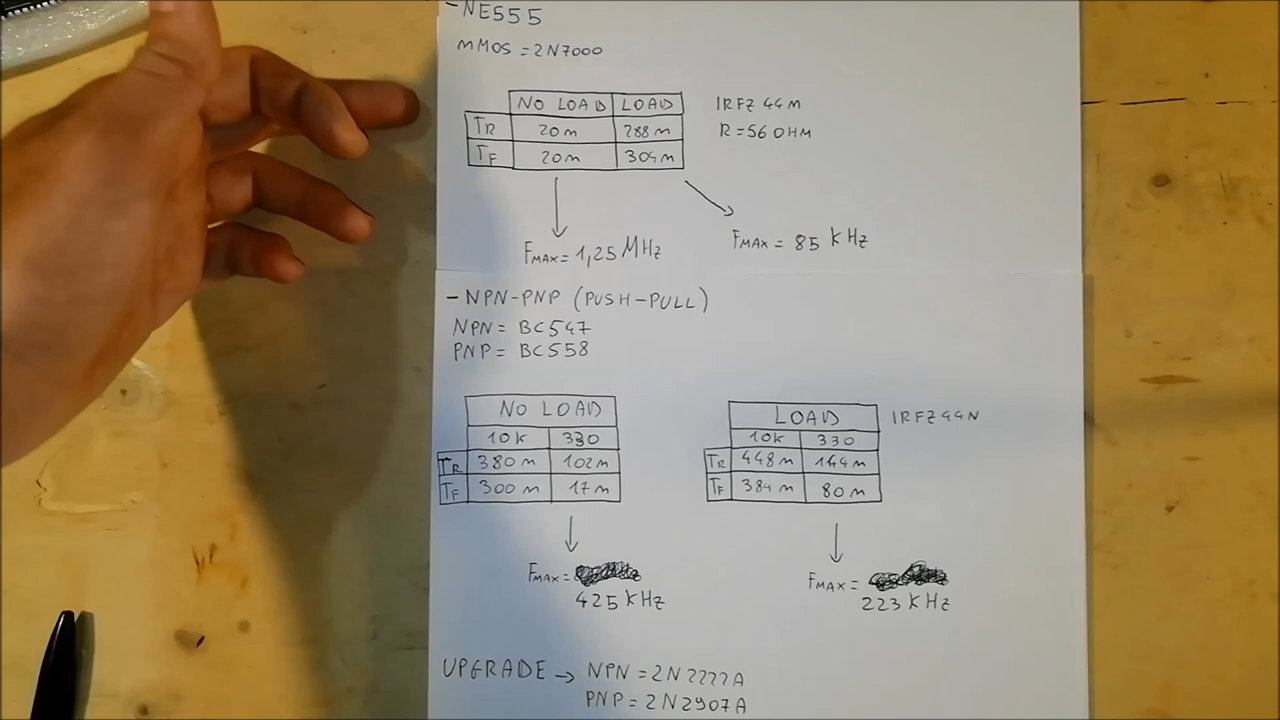 -NE555
mMOS = 2N7000
NO LOAD LOAD
TR 20m 288m
TF 20m 304m
IRFZ44M
R=56 OHM
FMAX= 1,25 MHz
FMAX= 85 KHz
-NPN-PNP (PUSH-PULL)
NPN= BC547
PNP= BC558
NO LOAD
10K 330
TR 380m 102m
TF 300m 17m
LOAD
10K 330
TR 448m 144m
TF 384m 80m
IRFZ44N
FMAX=
425 KHz
FMAX=
223 KHz
UPGRADE → NPN = 2N2222A
PNP = 2N2907A